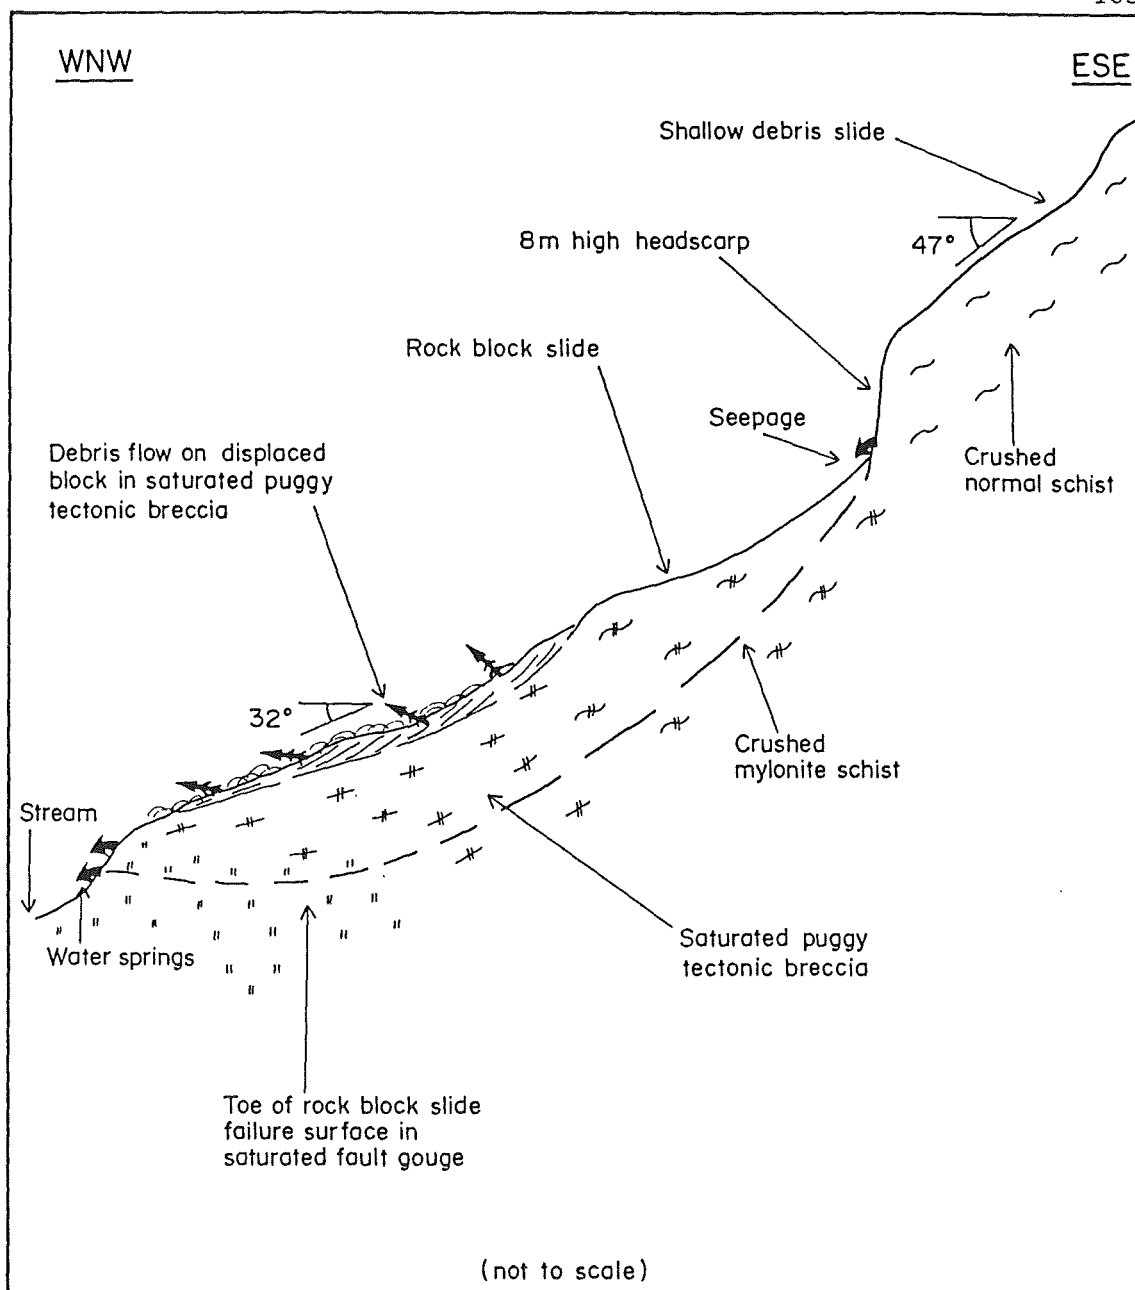 WNW
ESE
Shallow debris slide
47°
8m high headscarp
Rock block slide
Seepage
Crushed
normal schist
Debris flow on displaced
block in saturated puggy
tectonic breccia
32°
Crushed
mylonite schist
Stream
Water springs
Saturated puggy
tectonic breccia
Toe of rock block slide
failure surface in
saturated fault gouge
(not to scale)